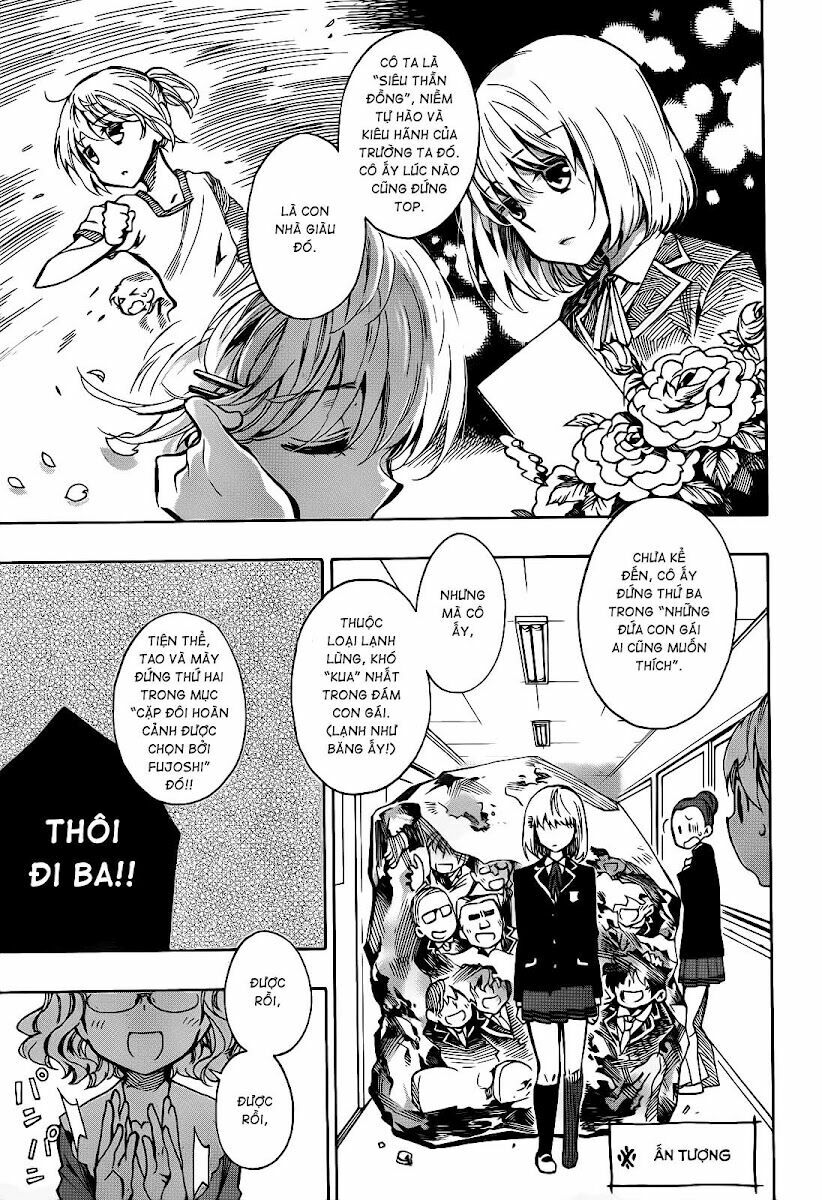 CÔ TA LÀ
"SIÊU THẦN
ĐỒNG", NIỀM
TỰ HÀO VÀ
KIÊU HÃNH CỦA
TRƯỜNG TA ĐÓ.
CÔ ẤY LÚC NÀO
CŨNG ĐỨNG
TOP.
LÀ CON
NHÀ GIÀU
ĐÓ.
CHƯA KỂ
ĐẾN, CÔ ẤY
ĐỨNG THỨ BA
TRONG "NHỮNG
ĐỨA CON GÁI
AI CŨNG MUỐN
THÍCH".
NHƯNG
MÀ CÔ
ẤY,
THUỘC
LOẠI LẠNH
LÙNG, KHÓ
"KUA" NHẤT
TRONG ĐÁM
CON GÁI.
(LẠNH NHƯ
BĂNG ẤY!)
※ ẤN TƯỢNG
TIỆN THỂ,
TAO VÀ MÀY
ĐỨNG THỨ HAI
TRONG MỤC
"CẶP ĐÔI HOÀN
CẢNH ĐƯỢC
CHỌN BỞI
FUJOSHI"
ĐÓ!!
THÔI
ĐI BA!!
ĐƯỢC
RỒI,
ĐƯỢC
RỒI,
パン
パン